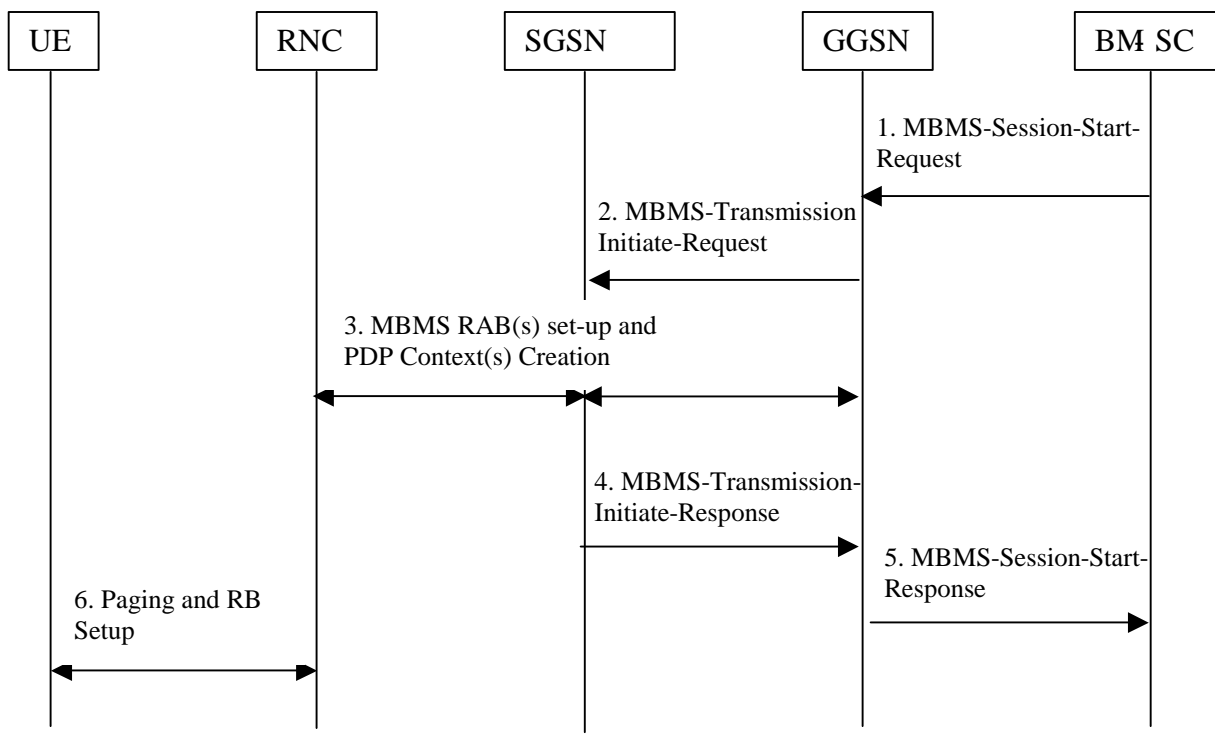 UE
RNC
SGSN
GGSN
BM-SC
1. MBMS-Session-Start-
Request
2. MBMS-Transmission
Initiate-Request
3. MBMS RAB(s) set-up and
PDP Context(s) Creation
4. MBMS-Transmission-
Initiate-Response
5. MBMS-Session-Start-
Response
6. Paging and RB
Setup